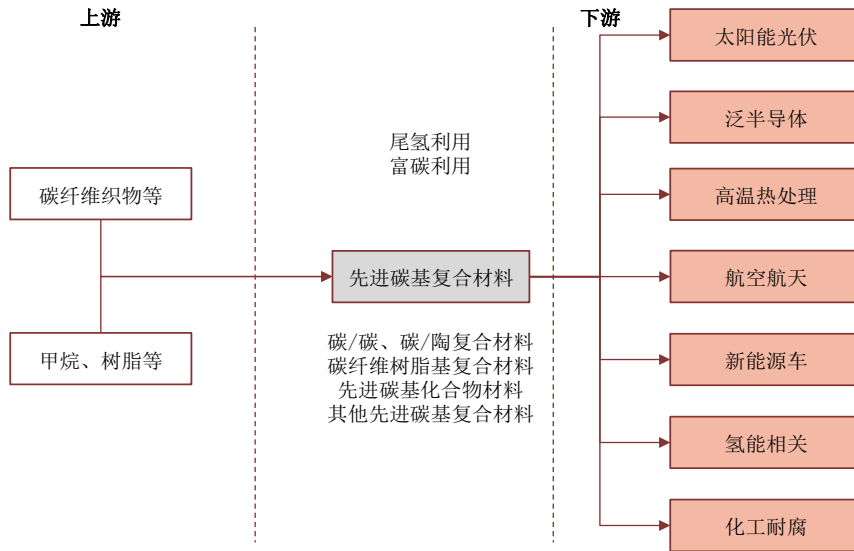 上游
下游
太阳能光伏
泛半导体
尾氢利用
富碳利用
碳纤维织物等
高温热处理
先进碳基复合材料
航空航天
甲烷、树脂等
碳/碳、碳/陶复合材料
碳纤维树脂基复合材料
先进碳基化合物材料
其他先进碳基复合材料
新能源车
氢能相关
化工耐腐